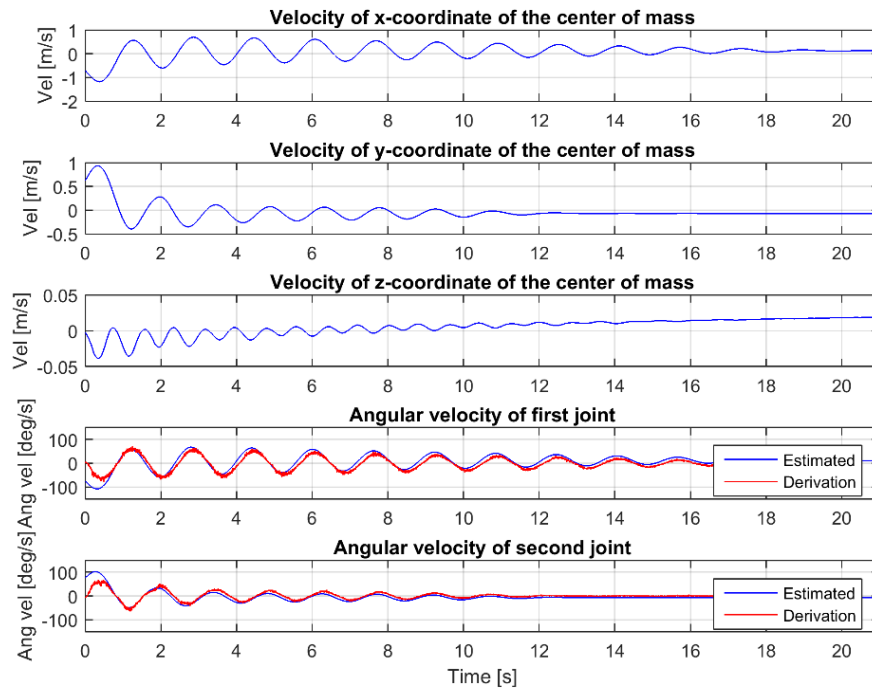 Velocity of x-coordinate of the center of mass
Vel [m/s]
1
0
-1
-2
0 2 4 6 8 10 12 14 16 18 20
Velocity of y-coordinate of the center of mass
Vel [m/s]
1
0.5
0
-0.5
0 2 4 6 8 10 12 14 16 18 20
Velocity of z-coordinate of the center of mass
Vel [m/s]
0.05
0
-0.05
0 2 4 6 8 10 12 14 16 18 20
Angular velocity of first joint
Ang vel [deg/s]
100
0
-100
Estimated
Derivation
0 2 4 6 8 10 12 14 16 18 20
Angular velocity of second joint
Ang vel [deg/s]
100
0
-100
Estimated
Derivation
0 2 4 6 8 10 12 14 16 18 20
Time [s]